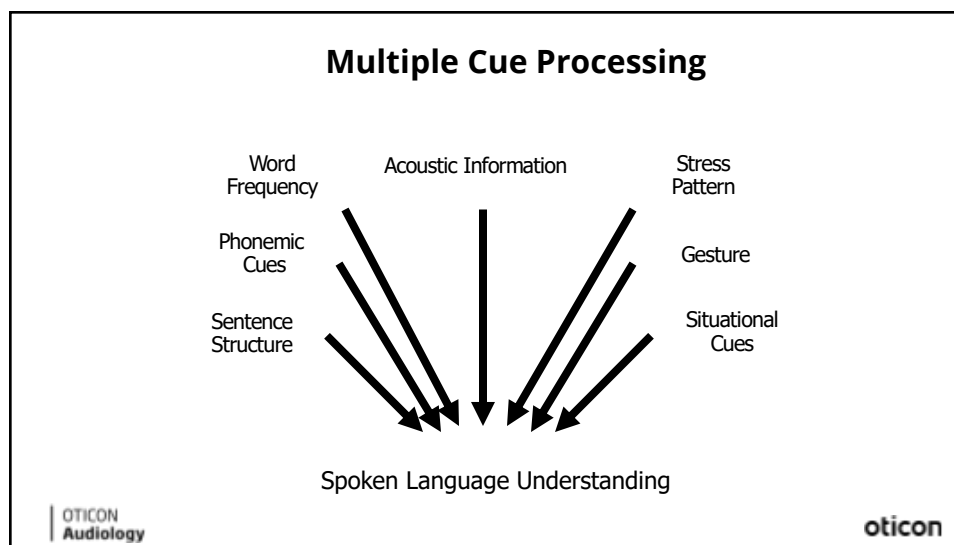 Multiple Cue Processing
Word
Frequency
Acoustic Information
Stress
Pattern
Phonemic
Cues
Gesture
Sentence
Structure
Situational
Cues
Spoken Language Understanding
OTICON
Audiology
oticon